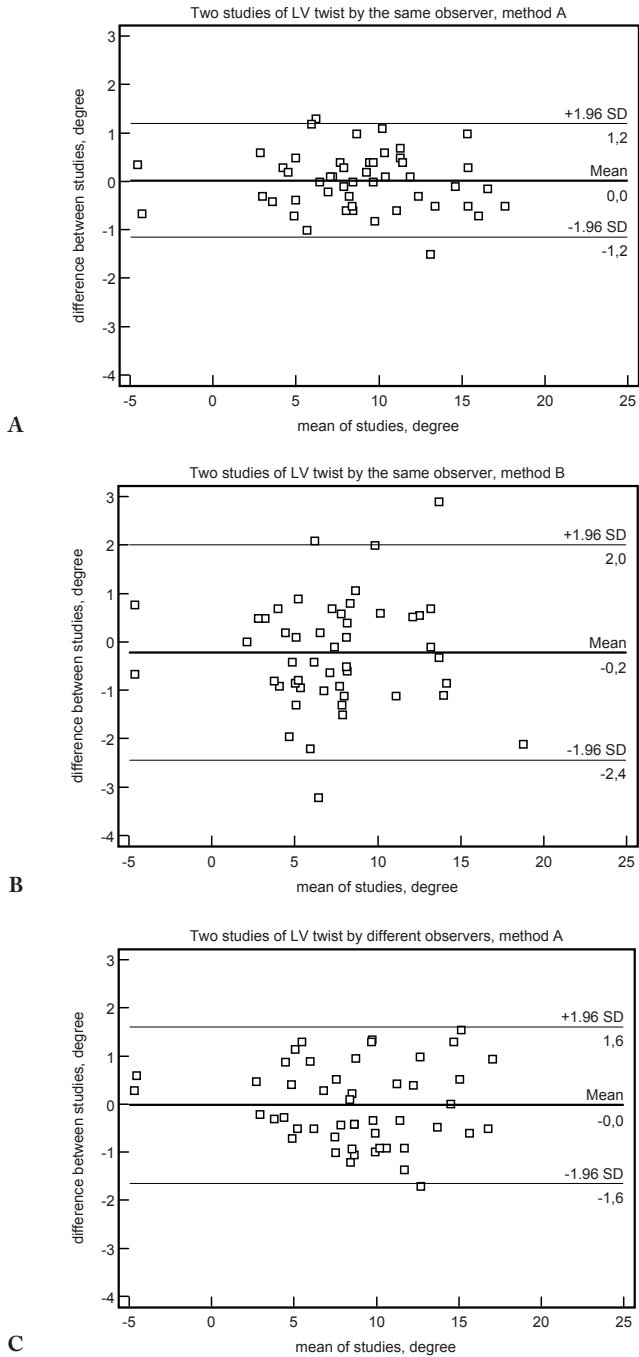 Two studies of LV twist by the same observer, method A
3
2
1
0
-1
-2
-3
-4
difference between studies, degree
+1.96 SD
1,2
Mean
0,0
-1.96 SD
-1,2
-5 0 5 10 15 20 25
mean of studies, degree
A
Two studies of LV twist by the same observer, method B
3
2
1
0
-1
-2
-3
-4
difference between studies, degree
+1.96 SD
2,0
Mean
-0,2
-1.96 SD
-2,4
-5 0 5 10 15 20 25
mean of studies, degree
B
Two studies of LV twist by different observers, method A
3
2
1
0
-1
-2
-3
-4
difference between studies, degree
+1.96 SD
1,6
Mean
-0,0
-1.96 SD
-1,6
-5 0 5 10 15 20 25
mean of studies, degree
C